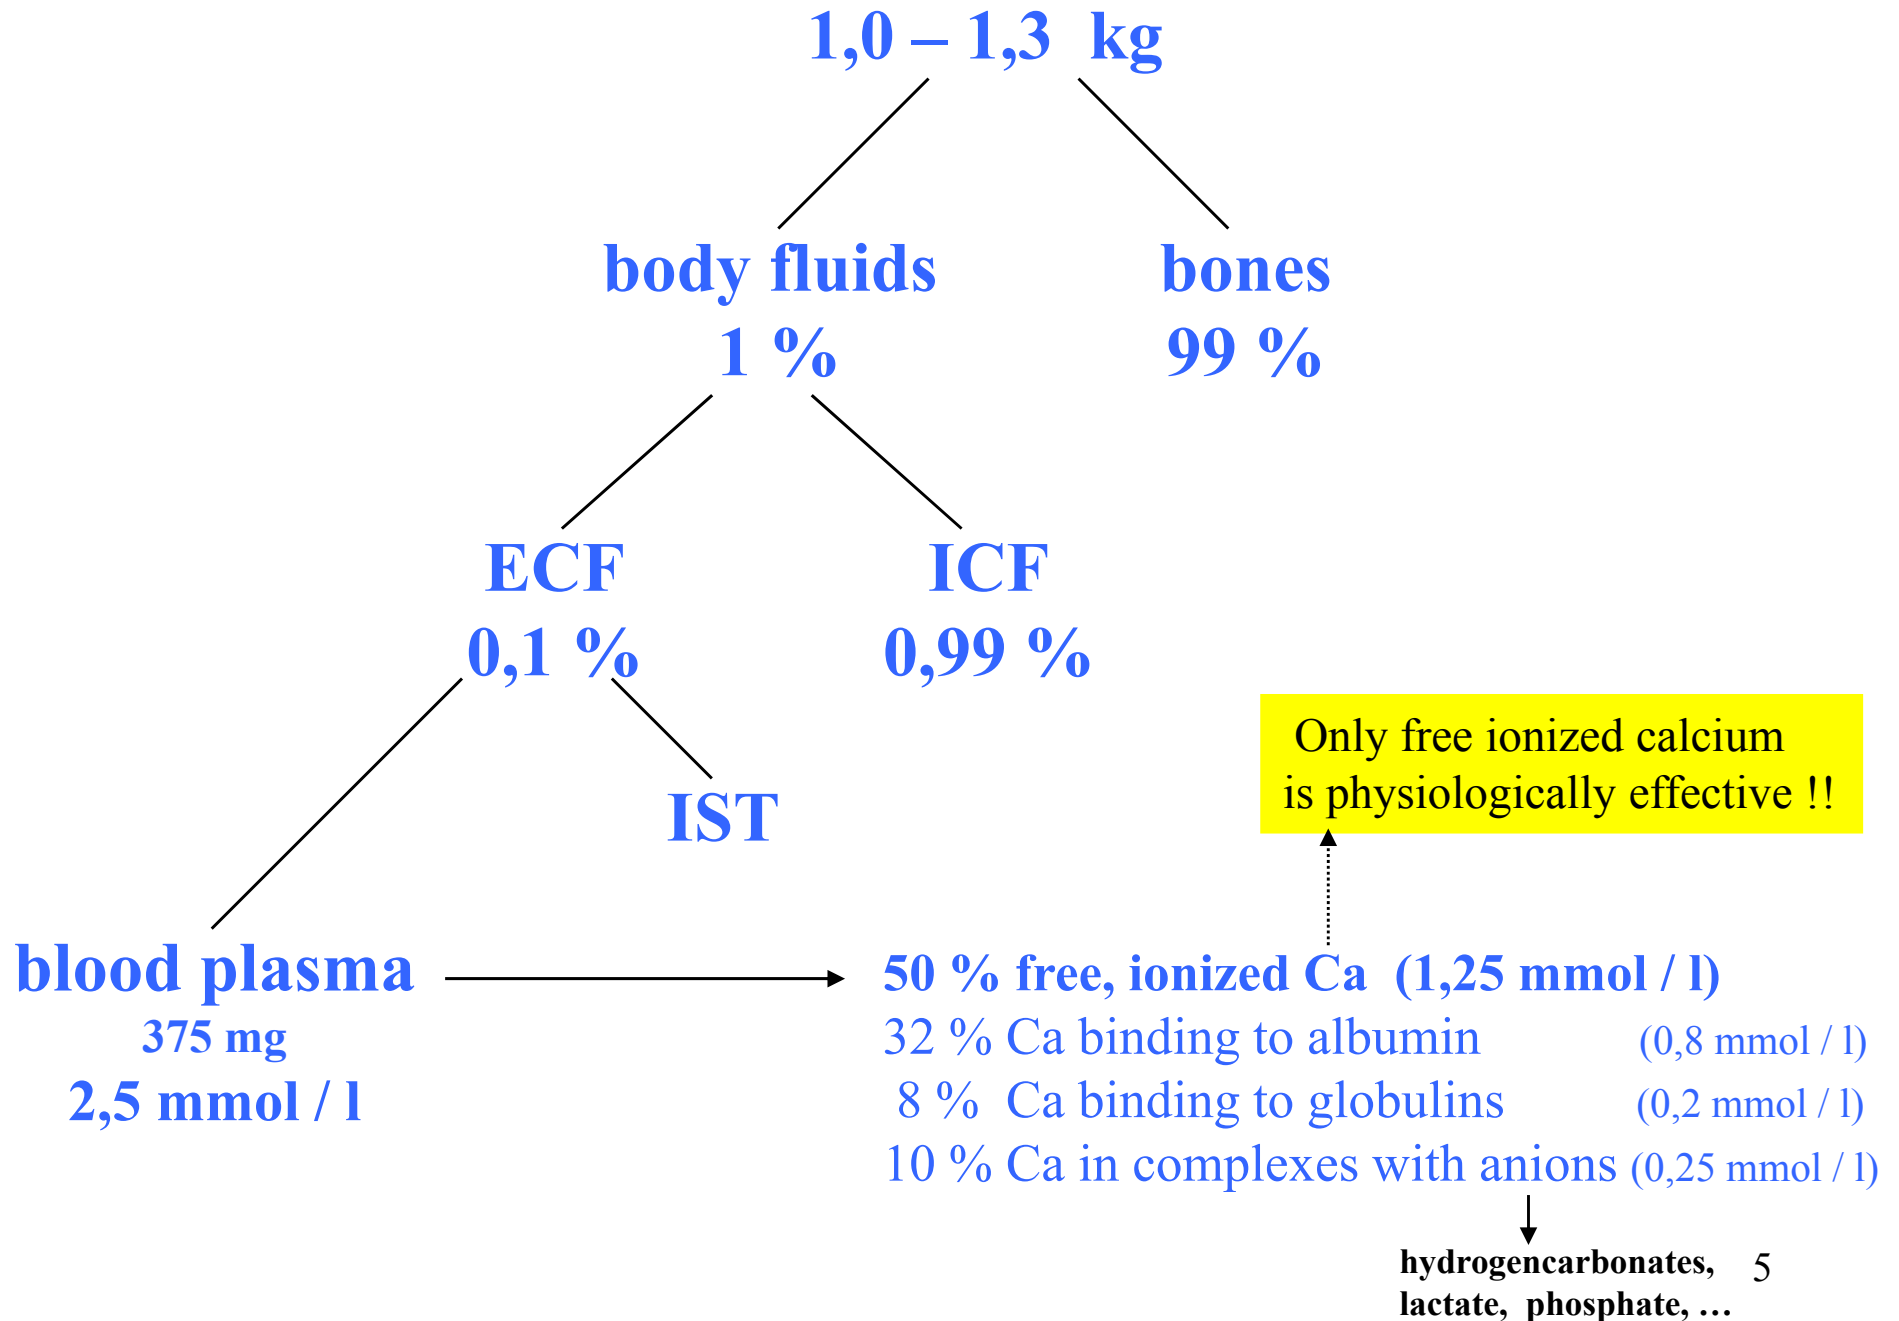 1,0 – 1,3 kg
body fluids
1 %
bones
99 %
ECF
0,1 %
ICF
0,99 %
IST
Only free ionized calcium
is physiologically effective !!
blood plasma
375 mg
2,5 mmol / l
50 % free, ionized Ca (1,25 mmol / l)
32 % Ca binding to albumin (0,8 mmol / l)
8 % Ca binding to globulins (0,2 mmol / l)
10 % Ca in complexes with anions (0,25 mmol / l)
hydrogencarbonates,
lactate, phosphate, …
5